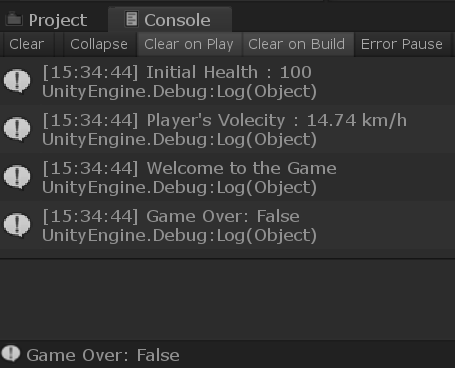 Project Console
Clear Collapse Clear on Play Clear on Build Error Pause
[15:34:44] Initial Health : 100
UnityEngine.Debug:Log(Object)
[15:34:44] Player's Volecity : 14.74 km/h
UnityEngine.Debug:Log(Object)
[15:34:44] Welcome to the Game
UnityEngine.Debug:Log(Object)
[15:34:44] Game Over: False
UnityEngine.Debug:Log(Object)
Game Over: False